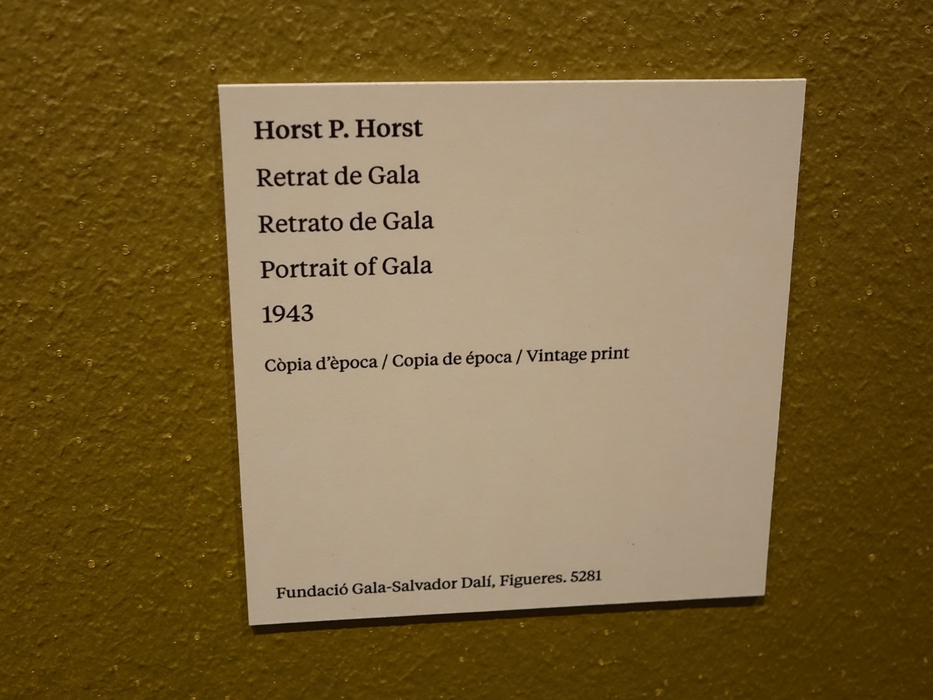 Horst P. Horst
Retrat de Gala
Retrato de Gala
Portrait of Gala
1943
Còpia d’època / Copia de época / Vintage print
Fundació Gala-Salvador Dalí, Figueres. 5281